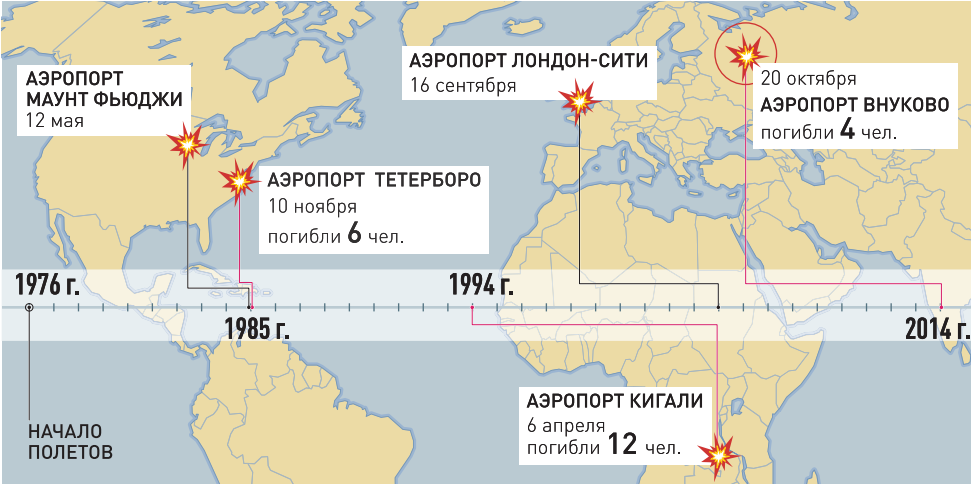 АЭРОПОРТ
МАУНТ ФЬЮДЖИ
12 мая
АЭРОПОРТ ТЕТЕРБОРО
10 ноября
погибли 6 чел.
АЭРОПОРТ ЛОНДОН-СИТИ
16 сентября
20 октября
АЭРОПОРТ ВНУКОВО
погибли 4 чел.
1976 г.
1985 г.
1994 г.
2014 г.
НАЧАЛО
ПОЛЕТОВ
АЭРОПОРТ КИГАЛИ
6 апреля
погибли 12 чел.